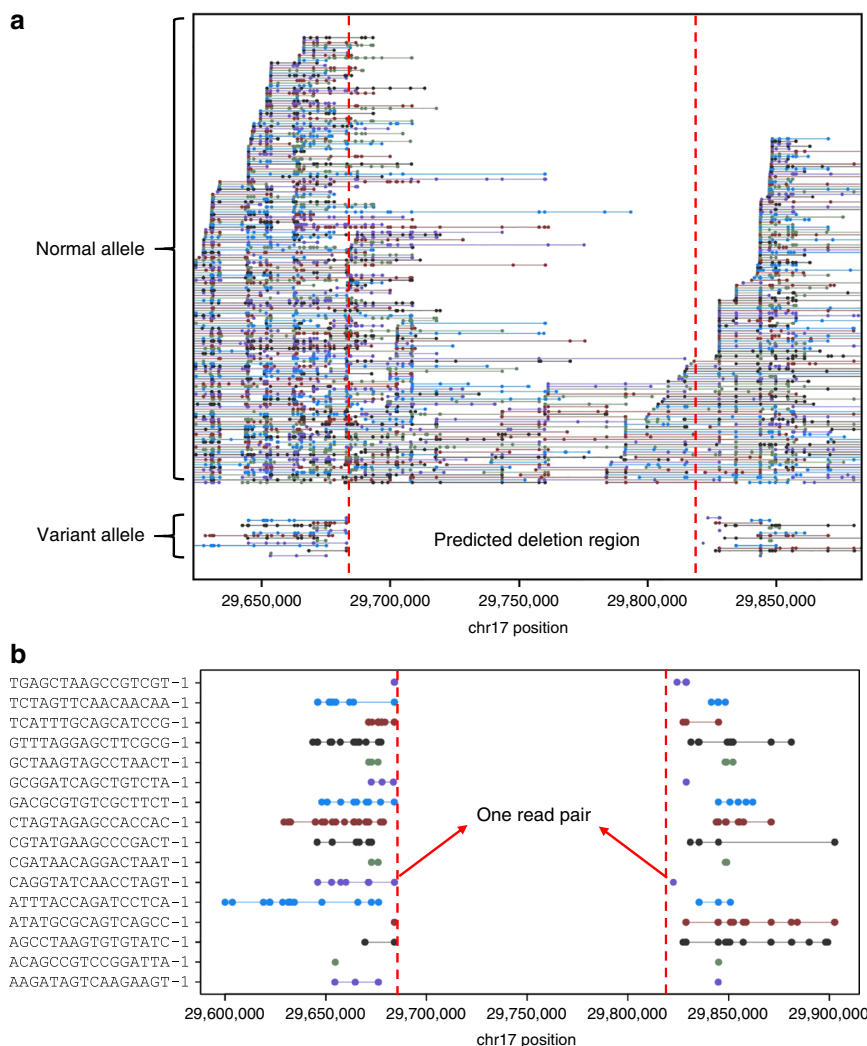 a
Normal allele
Variant allele
Predicted deletion region
29,650,000 29,700,000 29,750,000 29,800,000 29,850,000
chr17 position
b
TGAGCTAAGCCGTCGT-1
TCTAGTTCAACAACAA-1
TCATTTGCAGCATCCG-1
GTTTAGGAGCTTCGCG-1
GCTAAGTAGCCTAACT-1
GCGGATCAGCTGTCTA-1
GACGCGTGTCGCTTCT-1
CTAGTAGAGCCACCAC-1
One read pair
CGTATGAAGCCCGACT-1
CGATAACAGGACTAAT-1
CAGGTATCAACCTAGT-1
ATTTACCAGATCCTCA-1
ATATGCGCAGTCAGCC-1
AGCCTAAGTGTGTATC-1
ACAGCCGTCCGGATTA-1
AAGATAGTCAAGAAGT-1
29,600,000 29,650,000 29,700,000 29,800,000 29,850,000 29,900,000
chr17 position